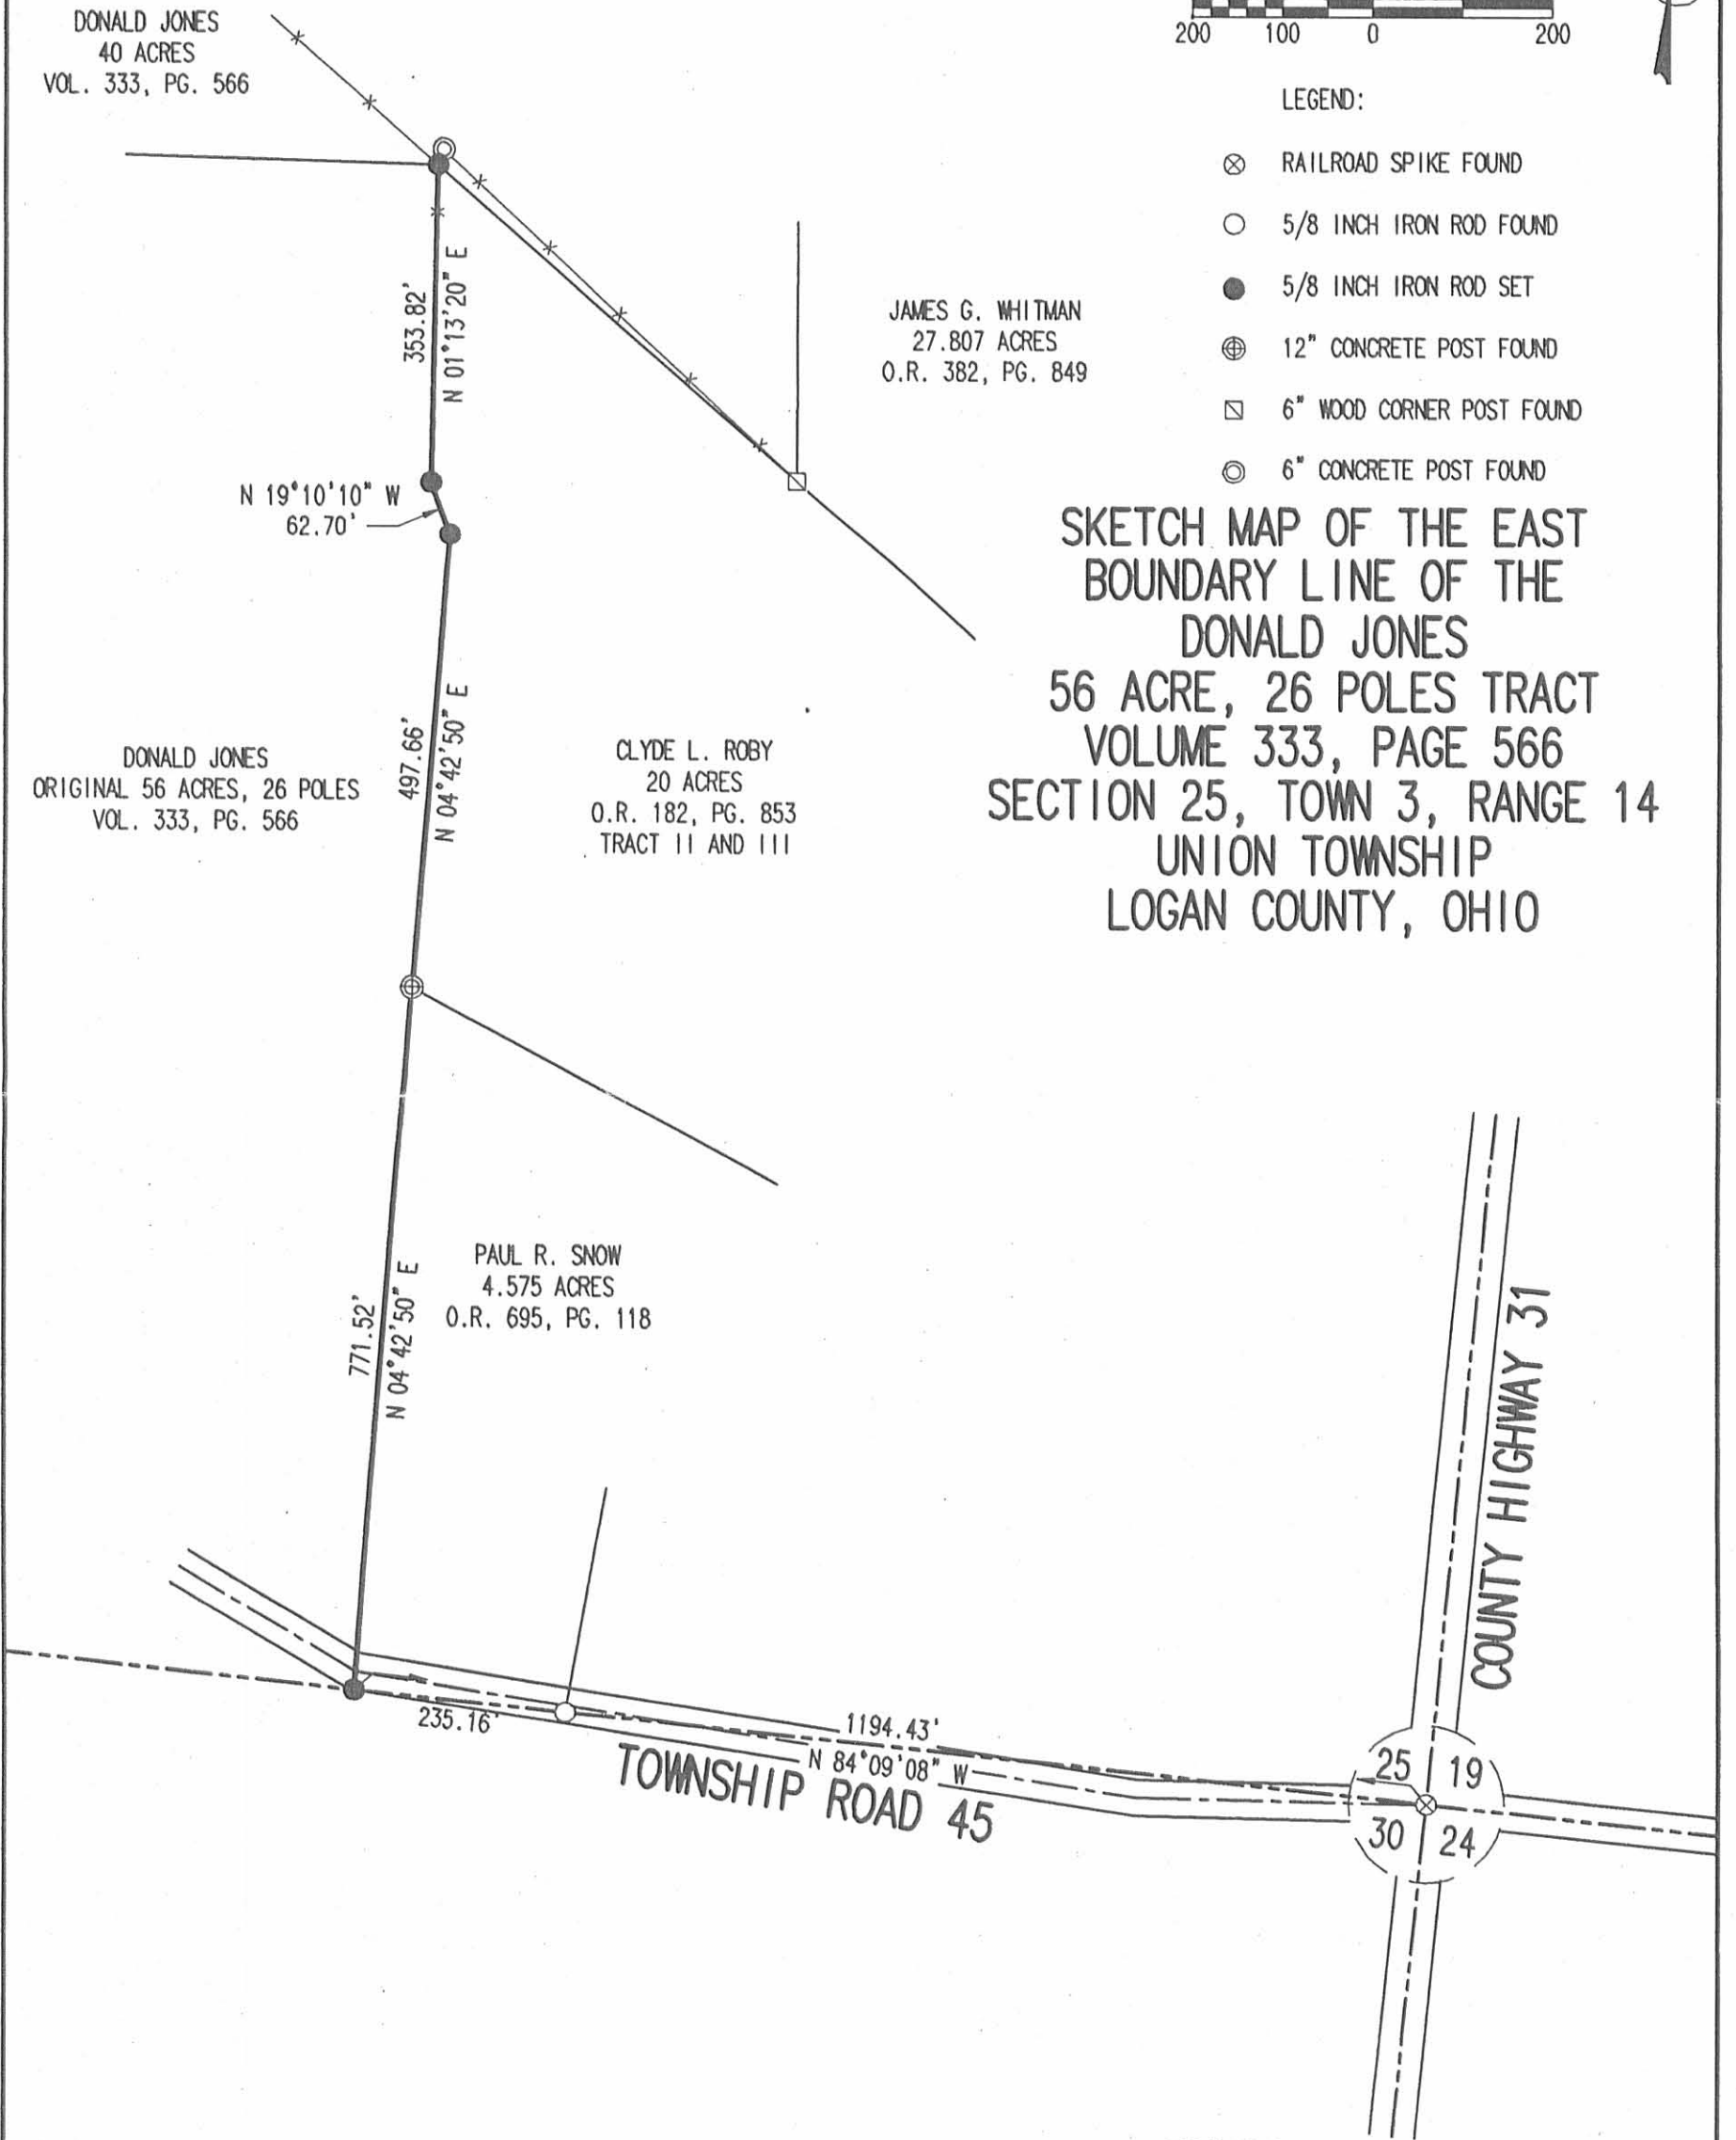 DONALD JONES
40 ACRES
VOL. 333, PG. 566
200 100 0 200
LEGEND:
RAILROAD SPIKE FOUND
5/8 INCH IRON ROD FOUND
5/8 INCH IRON ROD SET
12" CONCRETE POST FOUND
6" WOOD CORNER POST FOUND
6" CONCRETE POST FOUND
353.82'
N 01°13'20" E
JAMES G. WHITMAN
27.807 ACRES
O.R. 382, PG. 849
N 19°10'10" W
62.70'
SKETCH MAP OF THE EAST
BOUNDARY LINE OF THE
DONALD JONES
56 ACRE, 26 POLES TRACT
VOLUME 333, PAGE 566
SECTION 25, TOWN 3, RANGE 14
UNION TOWNSHIP
LOGAN COUNTY, OHIO
497.66'
N 04°42'50" E
DONALD JONES
ORIGINAL 56 ACRES, 26 POLES
VOL. 333, PG. 566
CLYDE L. ROBY
20 ACRES
O.R. 182, PG. 853
TRACT II AND III
771.52'
N 04°42'50" E
PAUL R. SNOW
4.575 ACRES
O.R. 695, PG. 118
COUNTY HIGHWAY 31
235.16'
1194.43'
N 84°09'08" W
TOWNSHIP ROAD 45
25 19
30 24